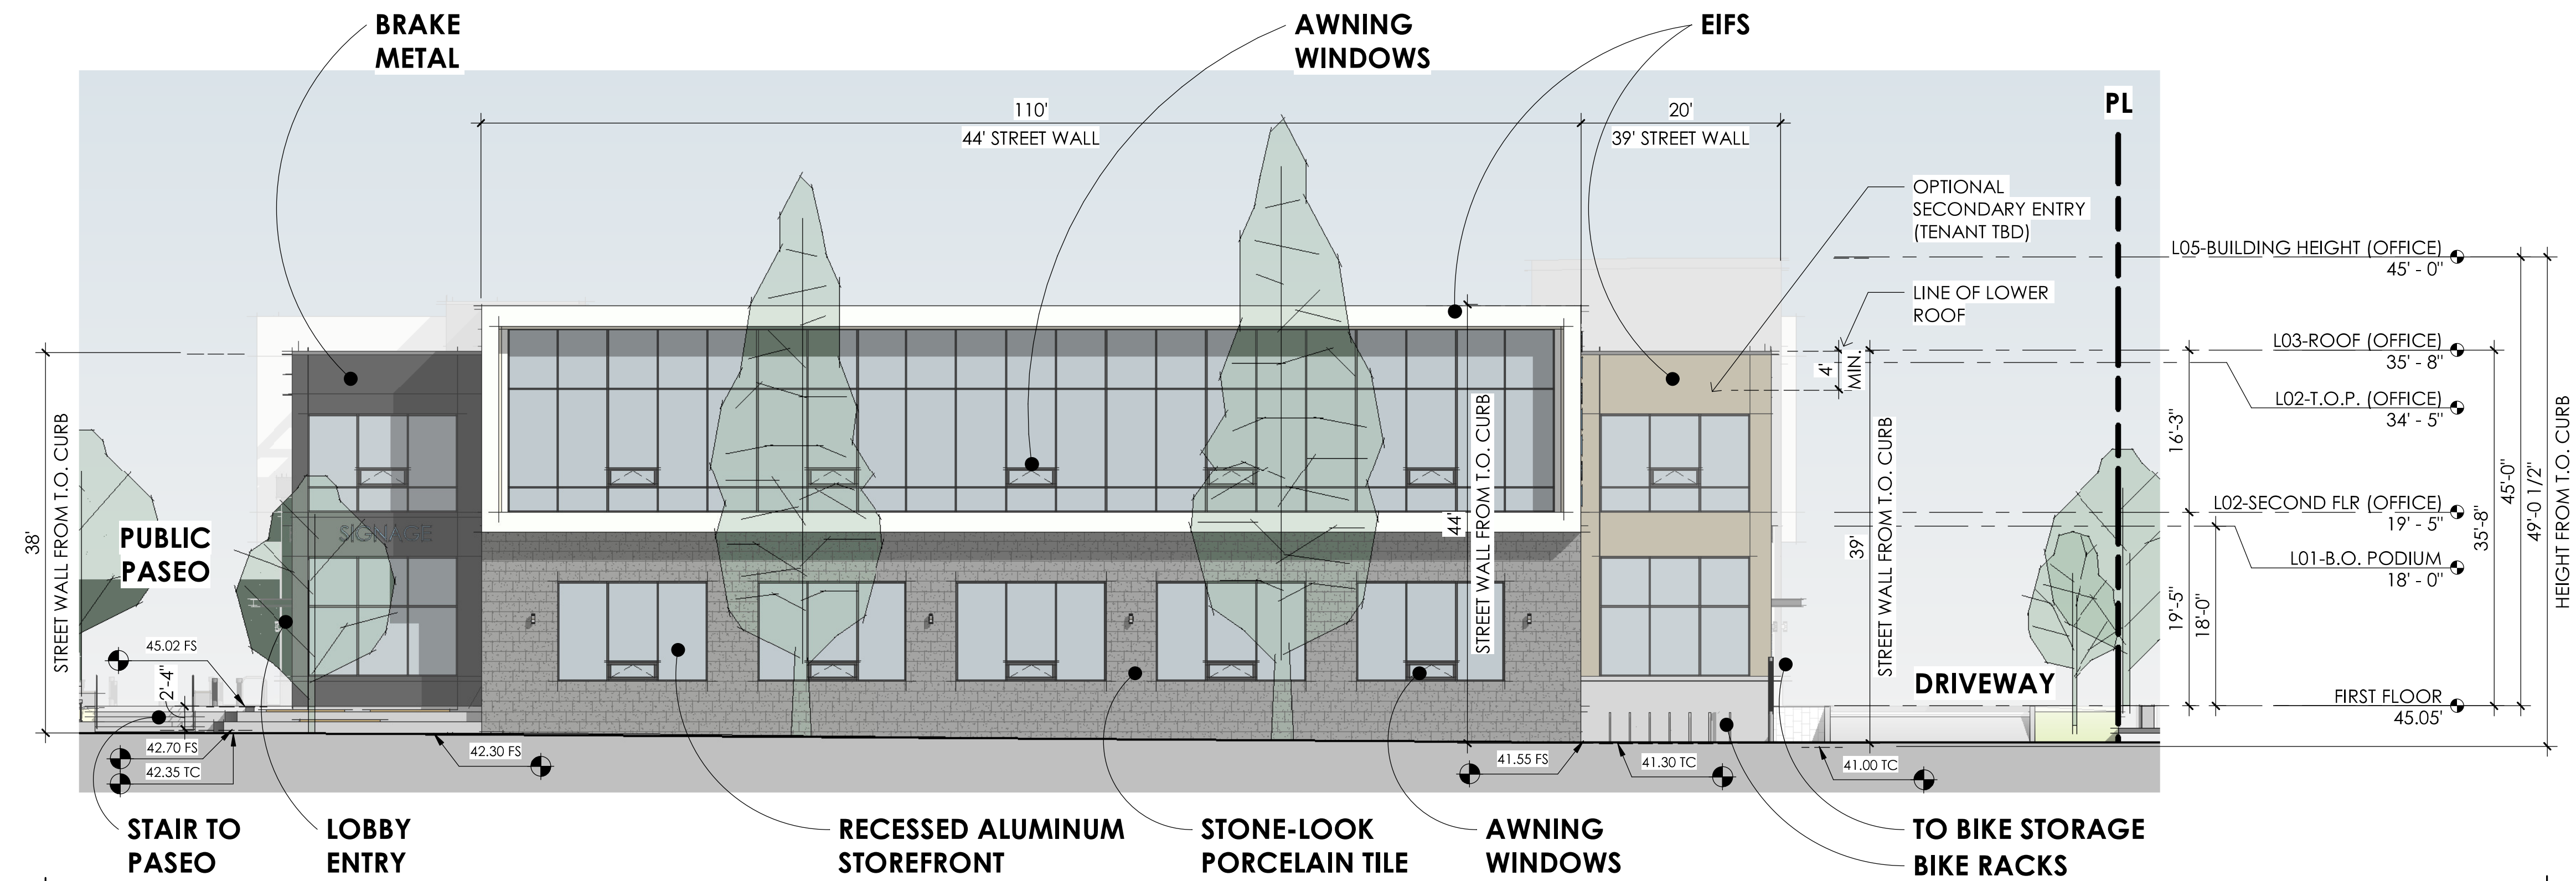 BRAKE
METAL
AWNING
WINDOWS
EIFS
110'
44' STREET WALL
20'
39' STREET WALL
PL
OPTIONAL
SECONDARY ENTRY
(TENANT TBD)
LINE OF LOWER
ROOF
4'
MIN.
L05-BUILDING HEIGHT (OFFICE)
45' - 0"
L03-ROOF (OFFICE)
35' - 8"
L02-T.O.P. (OFFICE)
34' - 5"
L02-SECOND FLR (OFFICE)
19' - 5"
L01-B.O. PODIUM
18' - 0"
FIRST FLOOR
45.05'
16'-3"
19'-5"
18'-0"
35'-8"
45'-0"
49'-0 1/2"
HEIGHT FROM T.O. CURB
38'
STREET WALL FROM T.O. CURB
44'
STREET WALL FROM T.O. CURB
39'
STREET WALL FROM T.O. CURB
SIGNAGE
PUBLIC
PASEO
DRIVEWAY
45.02 FS
2'-4"
42.70 FS
42.35 TC
42.30 FS
41.55 FS
41.30 TC
41.00 TC
STAIR TO
PASEO
LOBBY
ENTRY
RECESSED ALUMINUM
STOREFRONT
STONE-LOOK
PORCELAIN TILE
AWNING
WINDOWS
TO BIKE STORAGE
BIKE RACKS